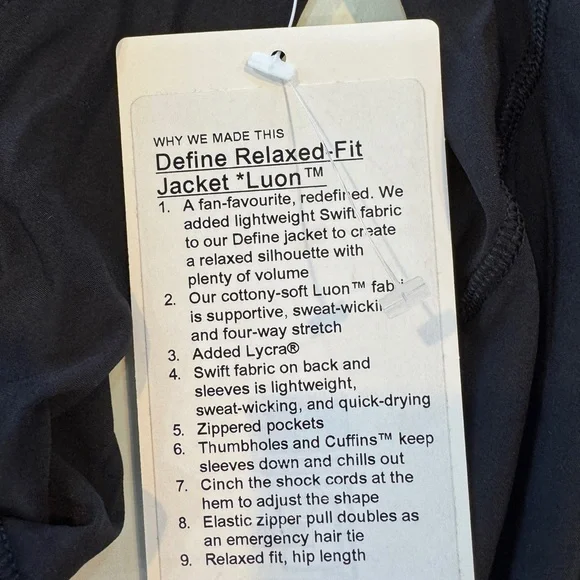 WHY WE MADE THIS
Define Relaxed-Fit
Jacket *Luon™
1. A fan-favourite, redefined. We
added lightweight Swift fabric
to our Define jacket to create
a relaxed silhouette with
plenty of volume
2. Our cottony-soft Luon™ fab
is supportive, sweat-wicki
and four-way stretch
3. Added Lycra®
4. Swift fabric on back and
sleeves is lightweight,
sweat-wicking, and quick-drying
5. Zippered pockets
6. Thumbholes and Cuffins™ keep
sleeves down and chills out
7. Cinch the shock cords at the
hem to adjust the shape
8. Elastic zipper pull doubles as
an emergency hair tie
9. Relaxed fit, hip length